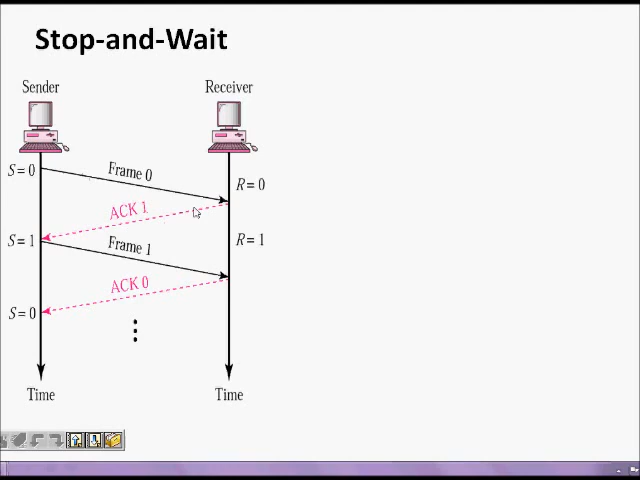 Stop-and-Wait
Sender
Receiver
S = 0
Frame 0
R = 0
ACK 1
S = 1
Frame 1
R = 1
ACK 0
S = 0
Time
Time